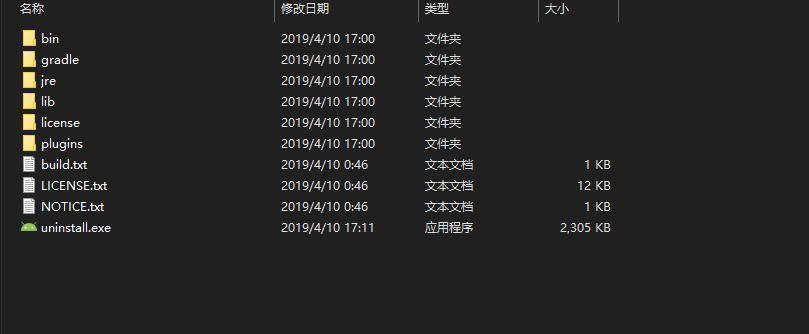 名称 修改日期 类型 大小
bin 2019/4/10 17:00 文件夹
gradle 2019/4/10 17:00 文件夹
jre 2019/4/10 17:00 文件夹
lib 2019/4/10 17:00 文件夹
license 2019/4/10 17:00 文件夹
plugins 2019/4/10 17:00 文件夹
build.txt 2019/4/10 0:46 文本文档 1 KB
LICENSE.txt 2019/4/10 0:46 文本文档 12 KB
NOTICE.txt 2019/4/10 0:46 文本文档 1 KB
uninstall.exe 2019/4/10 17:11 应用程序 2,305 KB